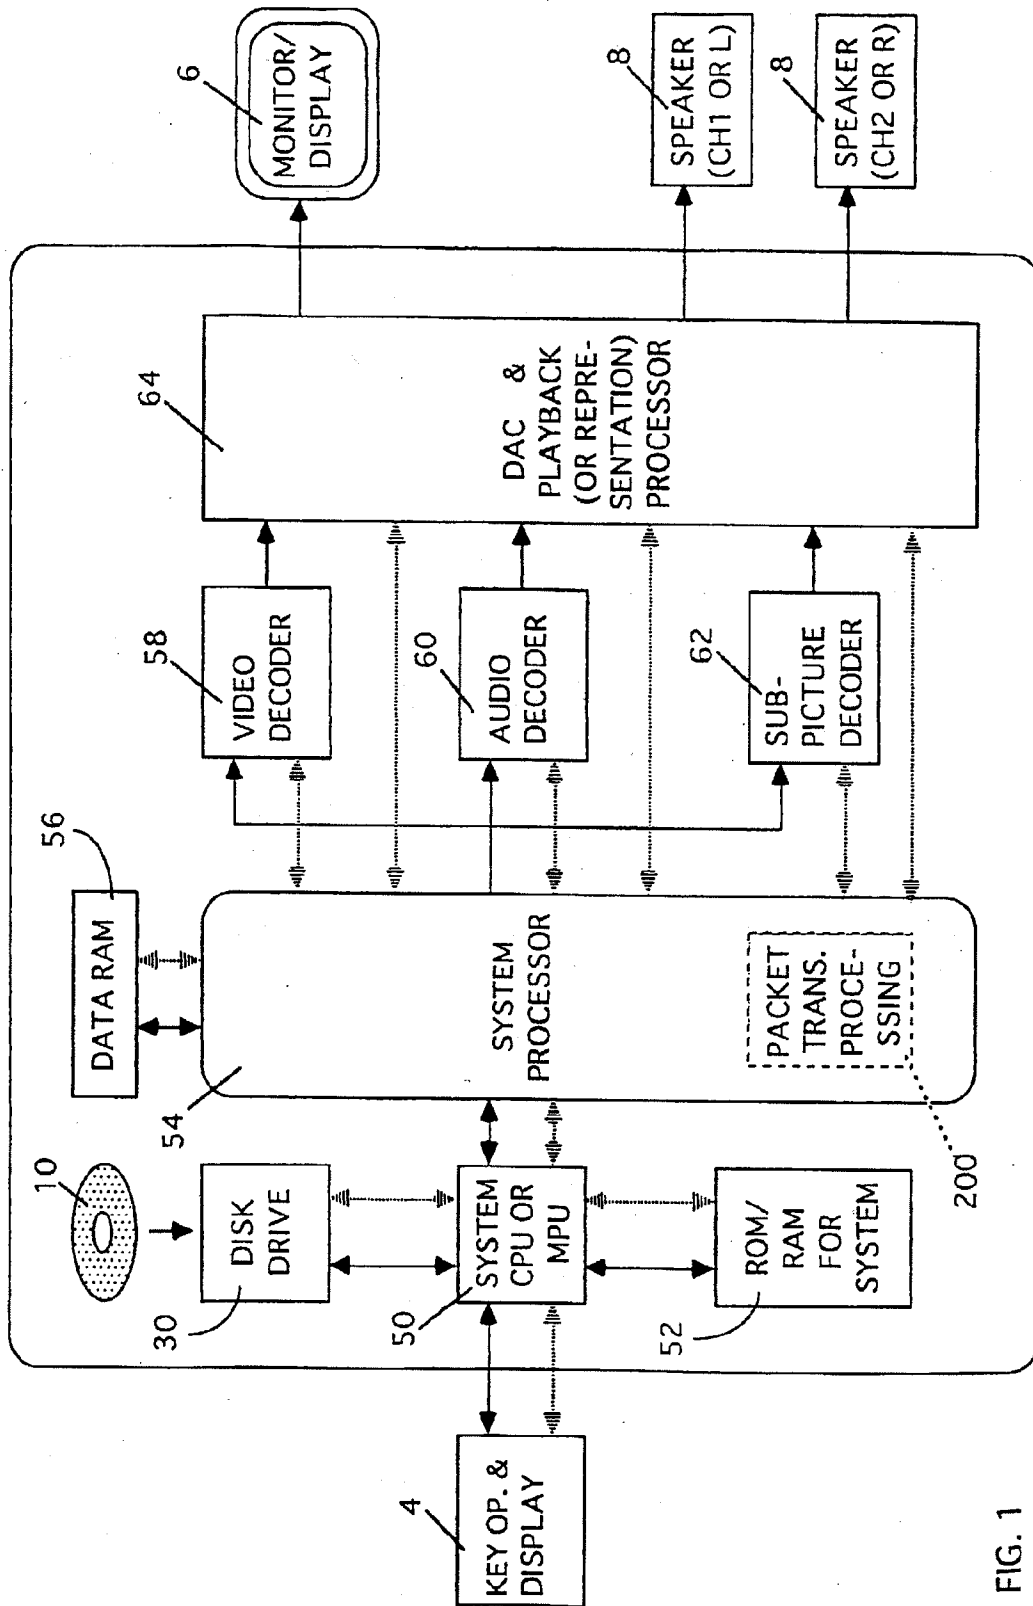 10
DISK
DRIVE
30
DATA RAM
56
54
SYSTEM
PROCESSOR
PACKET
TRANS.
PROCE-
SSING
200
4
KEY OP. &
DISPLAY
50
SYSTEM
CPU OR
MPU
52
ROM/
RAM
FOR
SYSTEM
58
VIDEO
DECODER
60
AUDIO
DECODER
62
SUB-
PICTURE
DECODER
64
DAC &
PLAYBACK
(OR REPRE-
SENTATION)
PROCESSOR
6
MONITOR/
DISPLAY
8
SPEAKER
(CH1 OR L)
8
SPEAKER
(CH2 OR R)
FIG. 1